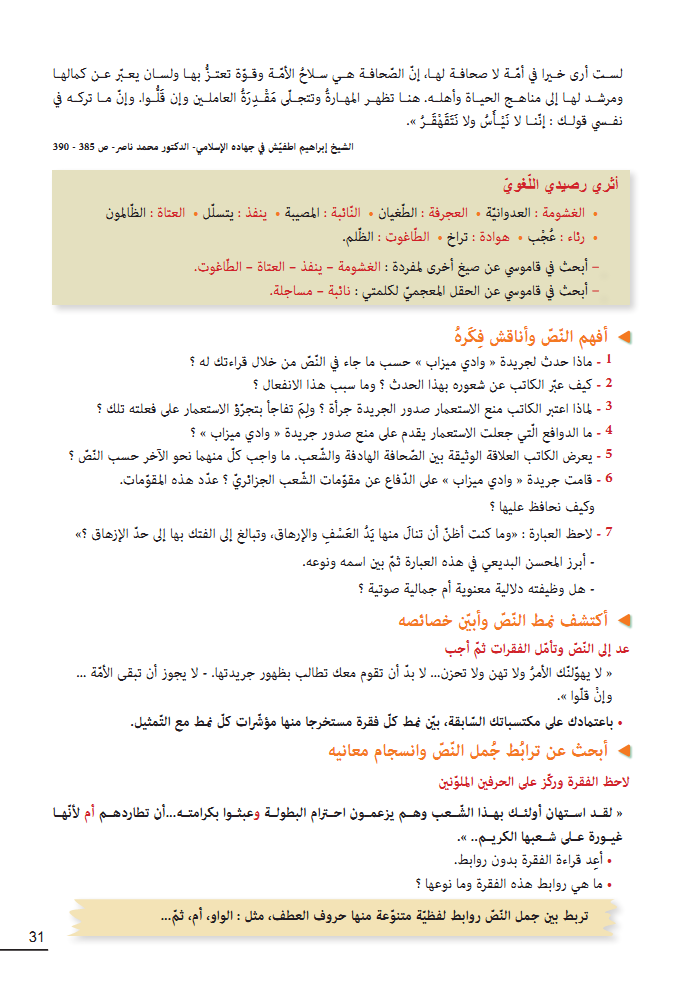 لست أرى خيرا في أمّة لا صحافة لها، إنّ الصّحافة هي سلاحُ الأمّة وقوّة تعتزُّ بها ولسان يعبّر عن كمالها
ومرشد لها إلى مناهج الحياة وأهله. هنا تظهر المهارةُ وتتجلّى مَقْدِرَةُ العاملين وإن قَلُّوا. وإنّ ما تركه في
نفسي قولك : إنّنا لا نَيْأَسُ ولا نَتَقَهْقَرُ ».
الشيخ إبراهيم اطفيّش في جهاده الإسلامي- الدكتور محمد ناصر- ص 385 - 390
أثري رصيدي اللّغويّ
• الغشومة : العدوانيّة • العجرفة : الطّغيان • النّائبة : المصيبة • ينفذ : يتسلّل • العتاة : الظّالمون
• رئاء : عُجْب • هوادة : تراخ • الطّاغوت : الظّلم.
– أبحث في قاموسي عن صيغ أخرى لمفردة : الغشومة – ينفذ – العتاة – الطّاغوت.
– أبحث في قاموسي عن الحقل المعجميّ لكلمتي : نائبة – مساجلة.
◄ أفهم النّصّ وأناقش فِكَرهُ
1 - ماذا حدث لجريدة « وادي ميزاب » حسب ما جاء في النّصّ من خلال قراءتك له ؟
2 - كيف عبّر الكاتب عن شعوره بهذا الحدث ؟ وما سبب هذا الانفعال ؟
3 - لماذا اعتبر الكاتب منع الاستعمار صدور الجريدة جرأة ؟ ولِمَ تفاجأ بتجرّؤ الاستعمار على فعلته تلك ؟
4 - ما الدوافع الّتي جعلت الاستعمار يقدم على منع صدور جريدة « وادي ميزاب » ؟
5 - يعرض الكاتب العلاقة الوثيقة بين الصّحافة الهادفة والشّعب. ما واجب كلّ منهما نحو الآخر حسب النّصّ ؟
6 - قامت جريدة « وادي ميزاب » على الدّفاع عن مقوّمات الشّعب الجزائريّ ؟ عدّد هذه المقوّمات.
وكيف نحافظ عليها ؟
7 - لاحظ العبارة : «وما كنت أظنّ أن تنالَ منها يَدُ العَسْفِ والإرهاق، وتبالغ إلى الفتك بها إلى حدّ الإزهاق ؟»
- أبرز المحسن البديعي في هذه العبارة ثمّ بين اسمه ونوعه.
- هل وظيفته دلالية معنوية أم جمالية صوتية ؟
◄ أكتشف نمط النّصّ وأبيّن خصائصه
عد إلى النّصّ وتأمّل الفقرات ثمّ أجب
« لا يهوّلنّك الأمرُ ولا تهن ولا تحزن... لا بدّ أن تقوم معك تطالب بظهور جريدتها. - لا يجوز أن تبقى الأمّة ...
وإنْ قلّوا ».
• باعتمادك على مكتسباتك السّابقة، بيّن نمط كلّ فقرة مستخرجا منها مؤشّرات كلّ نمط مع التّمثيل.
◄ أبحث عن ترابُط جُمل النّصّ وانسجام معانيه
لاحظ الفقرة وركّز على الحرفين الملوّنين
« لقد استهان أولئك بهذا الشّعب وهم يزعمون احترام البطولة وعبثوا بكرامته...أن تطاردهم أم لأنّها
غيورة على شعبها الكريم.. ».
• أعِد قراءة الفقرة بدون روابط.
• ما هي روابط هذه الفقرة وما نوعها ؟
تربط بين جمل النّصّ روابط لفظيّة متنوّعة منها حروف العطف، مثل : الواو، أم، ثمّ...
31